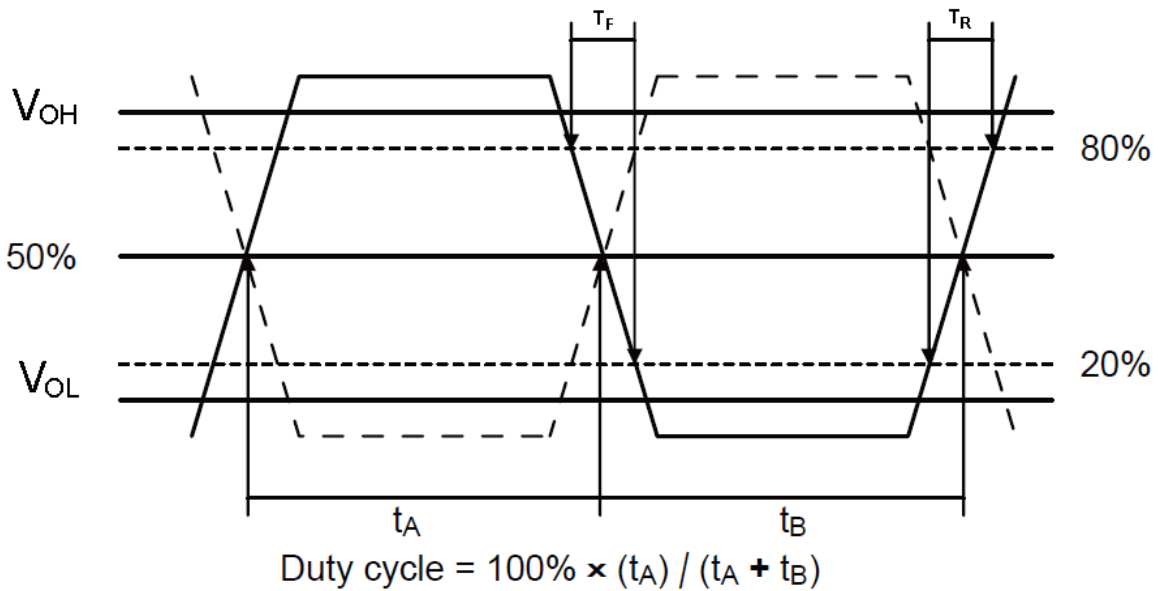 T_F
T_R
V_OH
80%
50%
20%
V_OL
t_A
t_B
Duty cycle = 100% × (t_A) / (t_A + t_B)